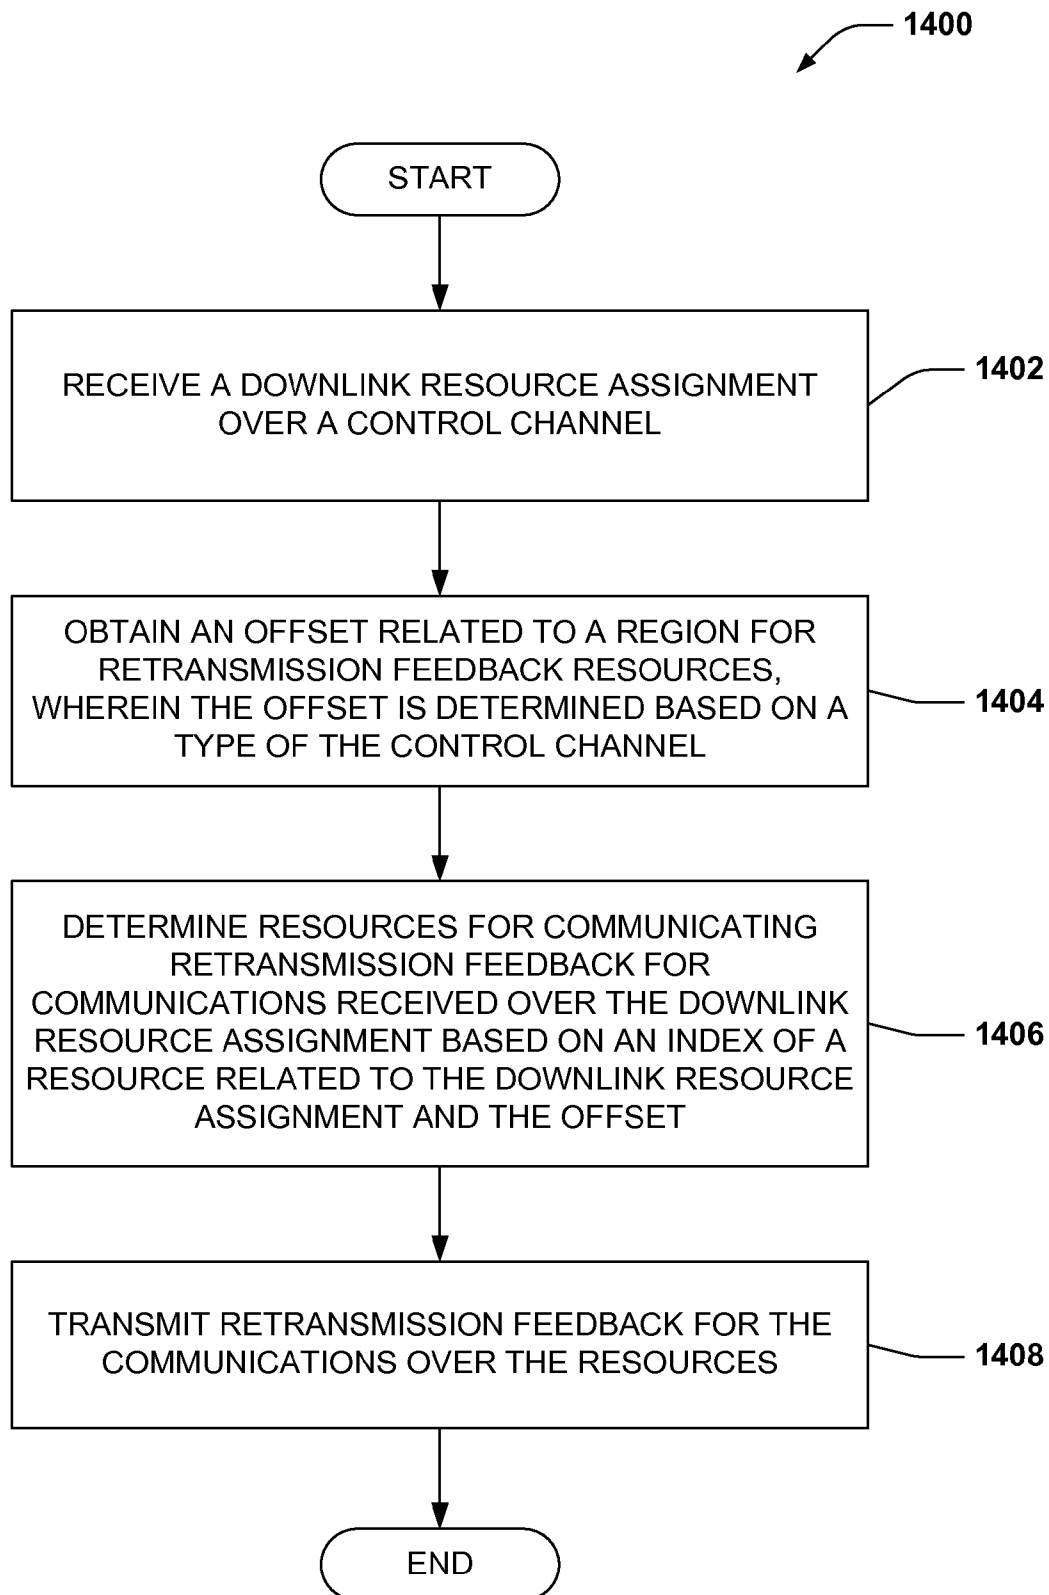 1400
START
RECEIVE A DOWNLINK RESOURCE ASSIGNMENT
OVER A CONTROL CHANNEL
1402
OBTAIN AN OFFSET RELATED TO A REGION FOR
RETRANSMISSION FEEDBACK RESOURCES,
WHEREIN THE OFFSET IS DETERMINED BASED ON A
TYPE OF THE CONTROL CHANNEL
1404
DETERMINE RESOURCES FOR COMMUNICATING
RETRANSMISSION FEEDBACK FOR
COMMUNICATIONS RECEIVED OVER THE DOWNLINK
RESOURCE ASSIGNMENT BASED ON AN INDEX OF A
RESOURCE RELATED TO THE DOWNLINK RESOURCE
ASSIGNMENT AND THE OFFSET
1406
TRANSMIT RETRANSMISSION FEEDBACK FOR THE
COMMUNICATIONS OVER THE RESOURCES
1408
END